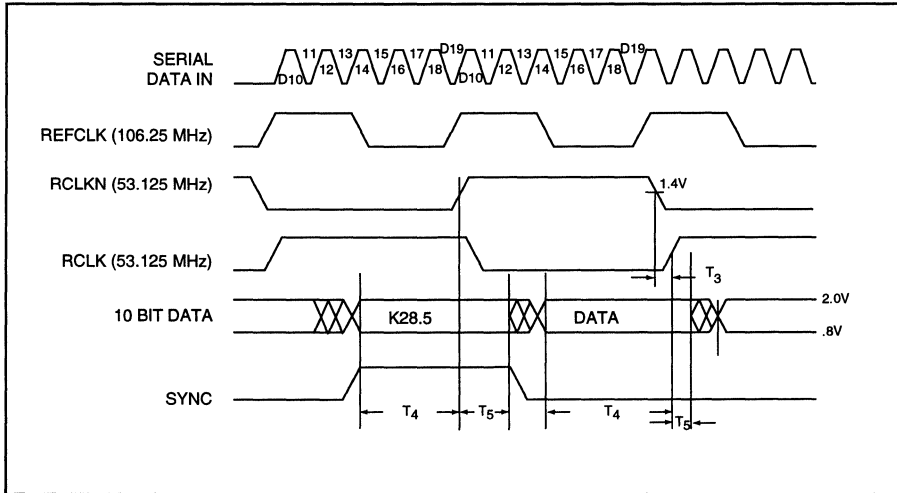 SERIAL DATA IN
D10 11 12 13 14 15 16 17 18 D19 D10 11 12 13 14 15 16 17 18 D19
REFCLK (106.25 MHz)
RCLKN (53.125 MHz)
1.4V
RCLK (53.125 MHz)
T3
10 BIT DATA
K28.5
DATA
2.0V
.8V
SYNC
T4
T5
T4
T5